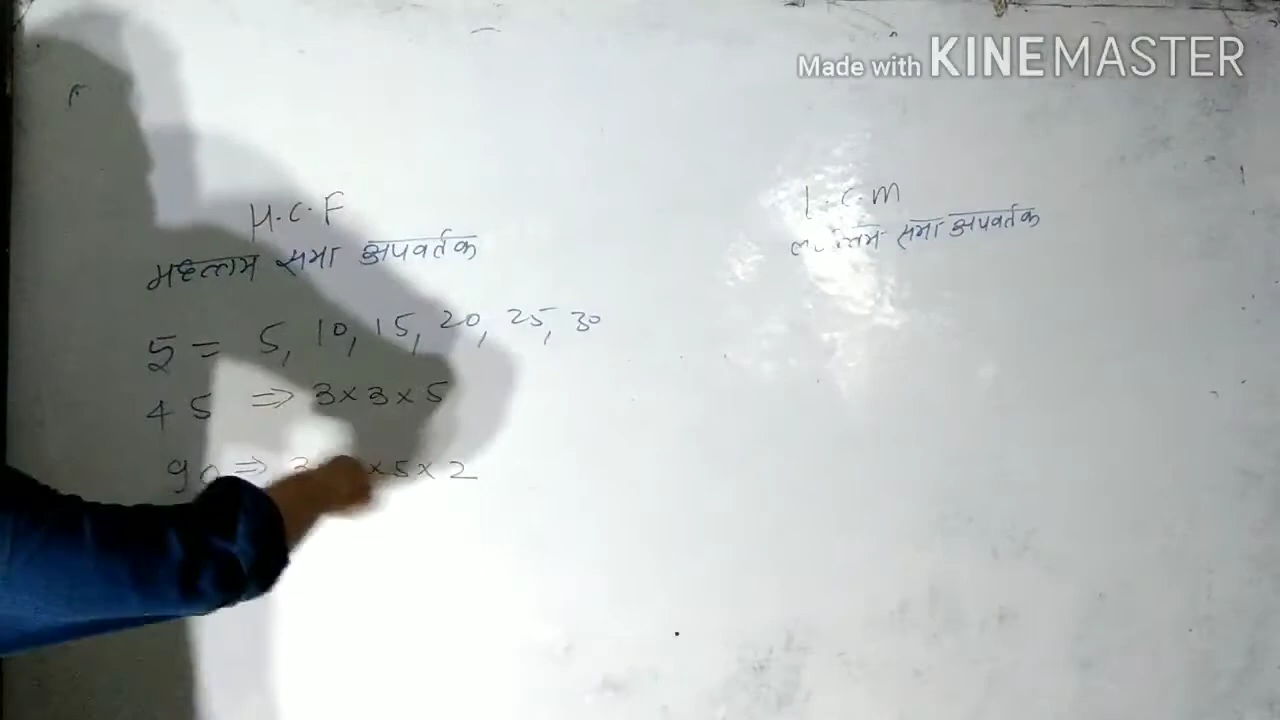 Made with KINEMASTER
H.C.F
महत्तम समा अपवर्तक
L.C.M
समा अपवर्तक
5 = 5, 10, 15, 20, 25, 30
45 ⇒ 3×3×5
90 ⇒ 3 ×5×2